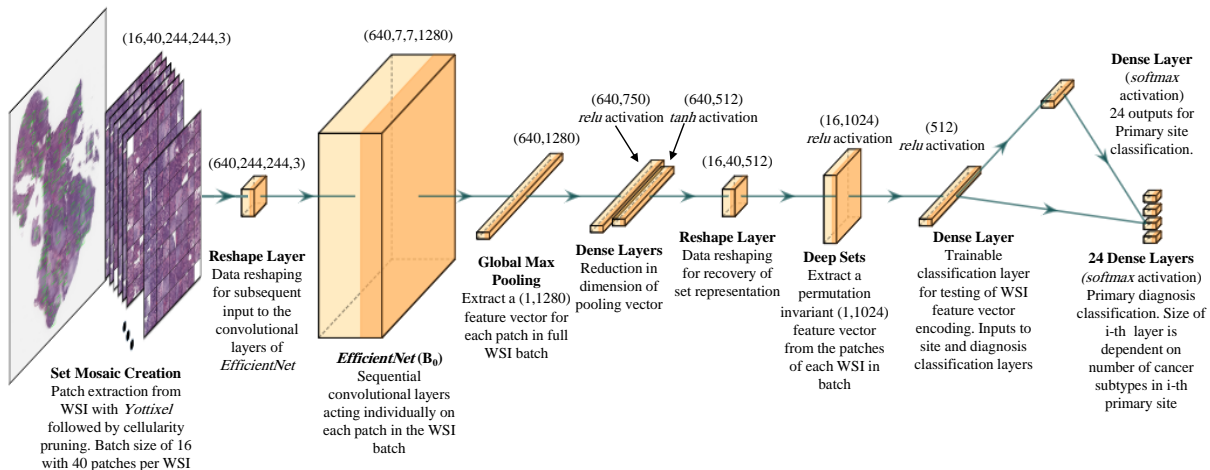 (16,40,244,244,3)
Set Mosaic Creation
Patch extraction from
WSI with Yottixel
followed by cellularity
pruning. Batch size of 16
with 40 patches per WSI
(640,244,244,3)
Reshape Layer
Data reshaping
for subsequent
input to the
convolutional
layers of
EfficientNet
(640,7,7,1280)
EfficientNet (B₀)
Sequential
convolutional layers
acting individually on
each patch in the WSI
batch
(640,1280)
Global Max
Pooling
Extract a (1,1280)
feature vector for
each patch in full
WSI batch
(640,750)
relu activation
(640,512)
tanh activation
Dense Layers
Reduction in
dimension of
pooling vector
(16,40,512)
Reshape Layer
Data reshaping
for recovery of
set representation
(16,1024)
relu activation
Deep Sets
Extract a
permutation
invariant (1,1024)
feature vector
from the patches
of each WSI in
batch
(512)
relu activation
Dense Layer
Trainable
classification layer
for testing of WSI
feature vector
encoding. Inputs to
site and diagnosis
classification layers
Dense Layer
(softmax
activation)
24 outputs for
Primary site
classification.
24 Dense Layers
(softmax activation)
Primary diagnosis
classification. Size of
i-th layer is
dependent on
number of cancer
subtypes in i-th
primary site